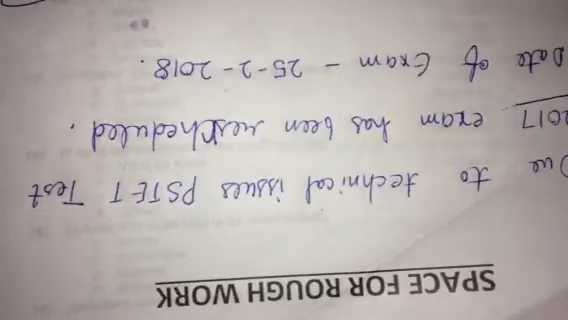 SPACE FOR ROUGH WORK
Due to technical issues PSTET Test
2017 exam has been rescheduled.
Date of Exam - 25-2-2018.